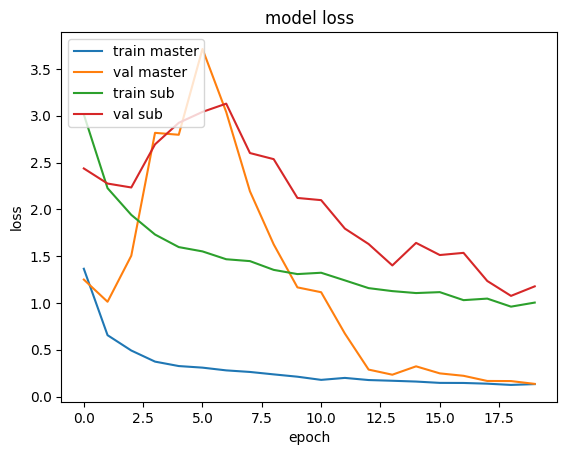 model loss
train master
val master
train sub
val sub
loss
3.5
3.0
2.5
2.0
1.5
1.0
0.5
0.0
0.0 2.5 5.0 7.5 10.0 12.5 15.0 17.5
epoch